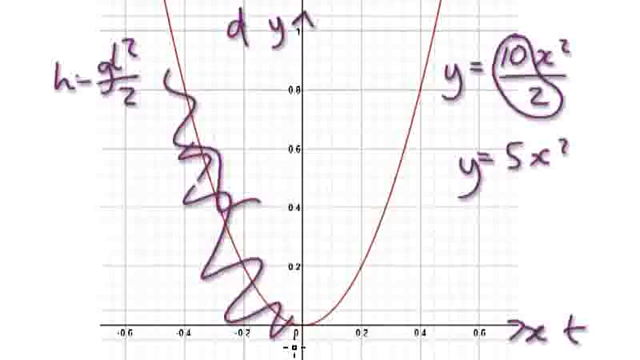 d y
1
h = gt²/2
y = 10x²/2
0.8
0.6
y = 5x²
0.4
0.2
-0.6 -0.4 -0.2 0 0.2 0.4 0.6 x t